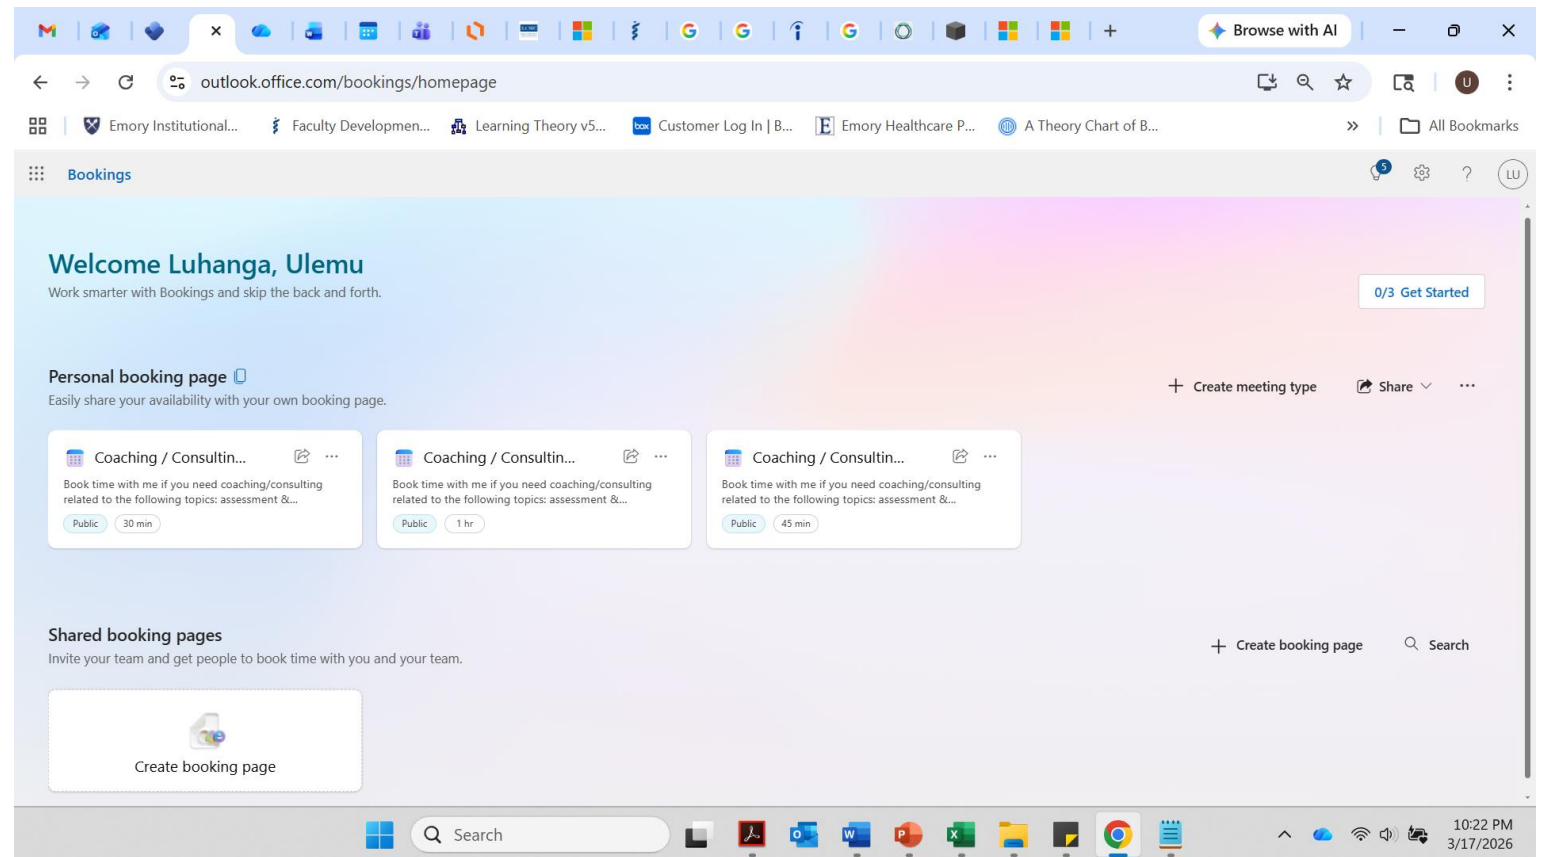 Browse with AI
outlook.office.com/bookings/homepage
U
Emory Institutional...
Faculty Developmen...
Learning Theory v5...
box
Customer Log In | B...
E
Emory Healthcare P...
A Theory Chart of B...
All Bookmarks
Bookings
5
LU
Welcome Luhanga, Ulemu
Work smarter with Bookings and skip the back and forth.
0/3 Get Started
Personal booking page
Easily share your availability with your own booking page.
Create meeting type
Share
Coaching / Consultin...
Book time with me if you need coaching/consulting
related to the following topics: assessment &...
Public
30 min
Coaching / Consultin...
Book time with me if you need coaching/consulting
related to the following topics: assessment &...
Public
1 hr
Coaching / Consultin...
Book time with me if you need coaching/consulting
related to the following topics: assessment &...
Public
45 min
Shared booking pages
Invite your team and get people to book time with you and your team.
Create booking page
Search
Create booking page
Search
10:22 PM
3/17/2026